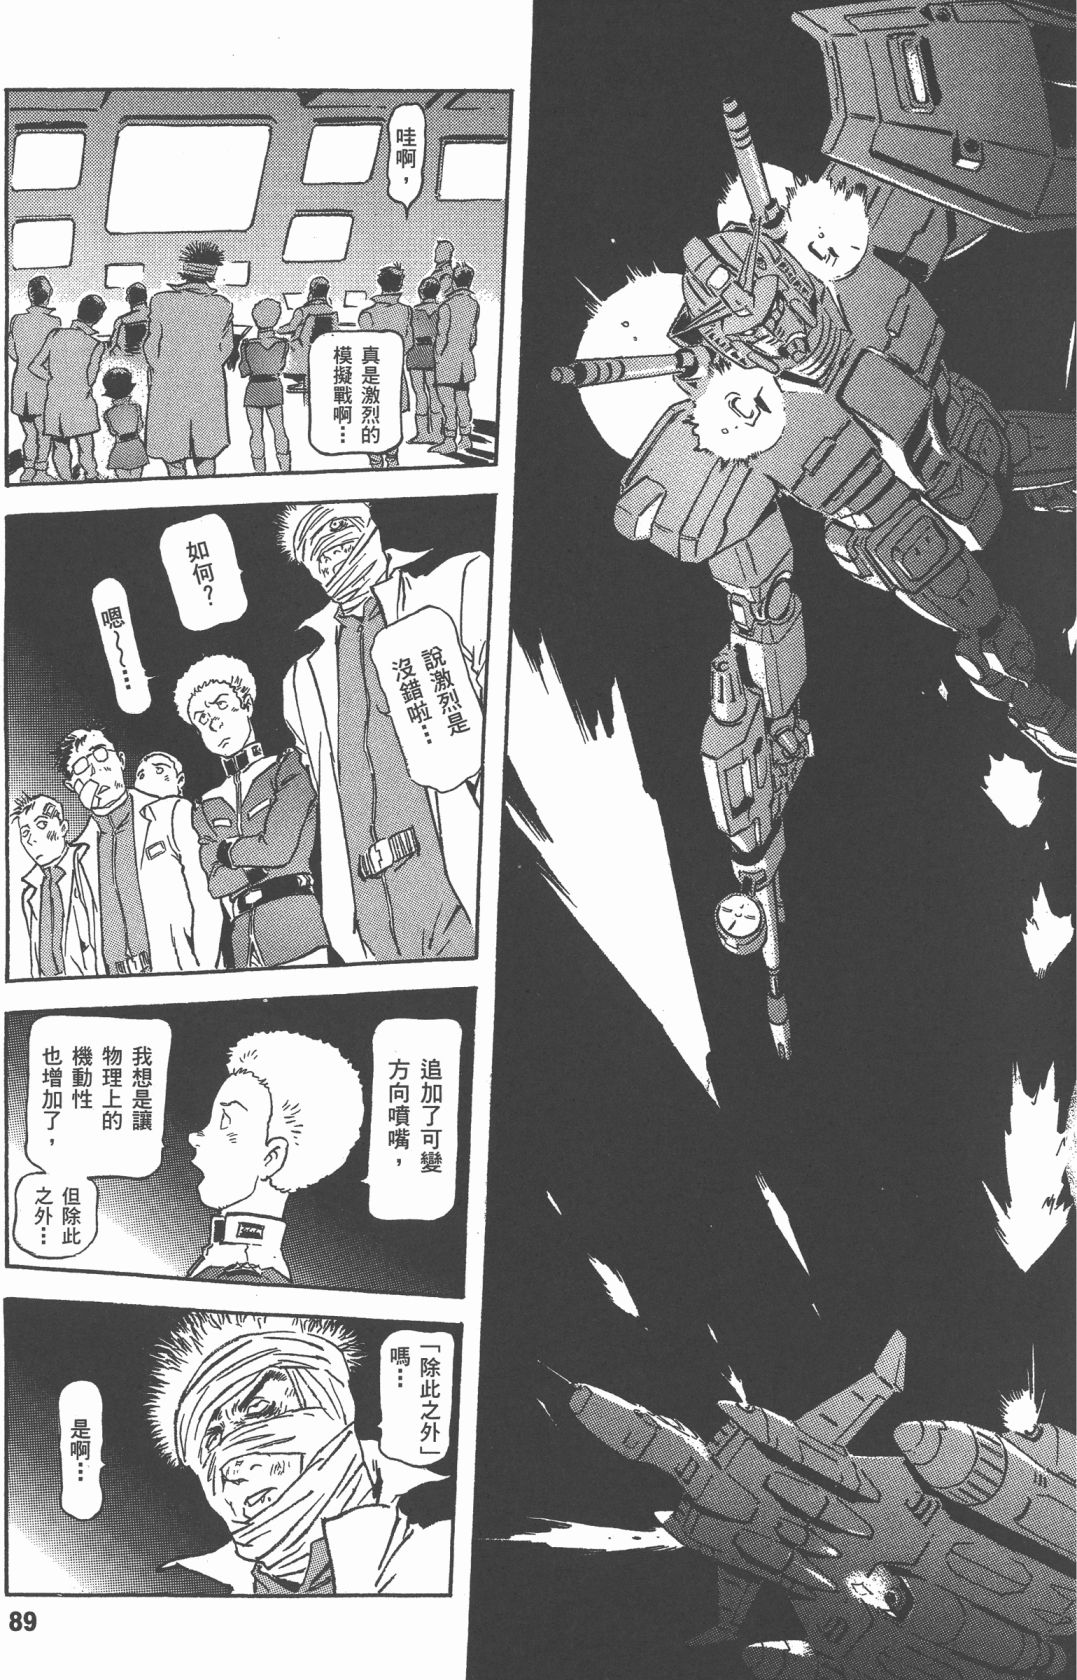 哇啊，
真是激烈的
模擬戰啊…
說激烈是
沒錯啦…
如何？
嗯～…
追加了可變
方向噴嘴，
我想是讓
物理上的
機動性
也增加了，
但除此
之外…
「除此之外」
嗎…
是啊…
89